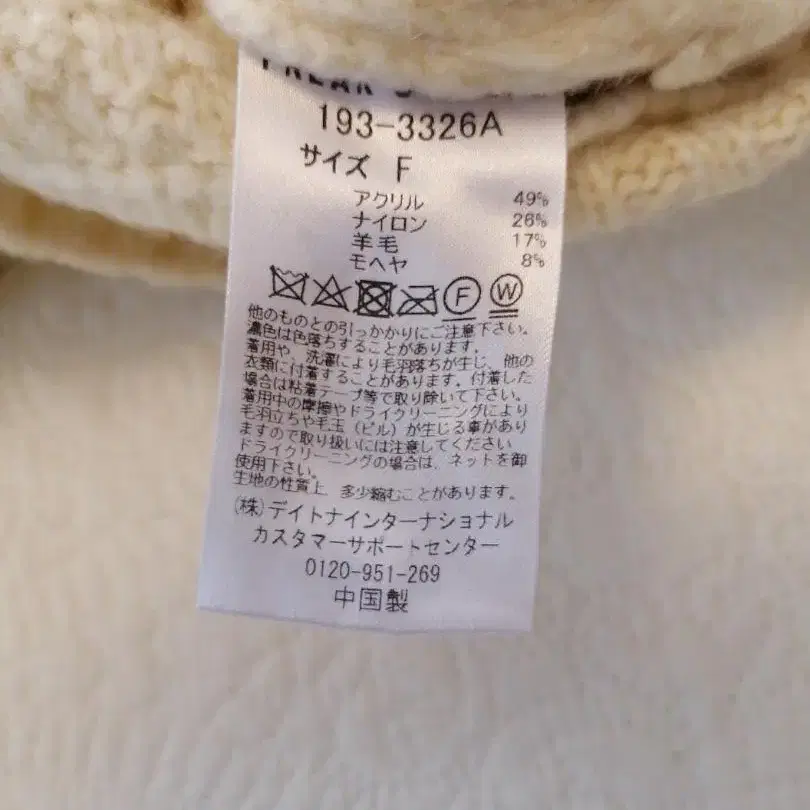 193-3326A
サイズ F
アクリル 49%
ナイロン 26%
羊毛 17%
モヘヤ 8%
F W
他のものとの引っかかりにご注意下さい。
濃色は色落ちすることがあります。
着用や、洗濯により毛羽落ちが生じ、他の
衣類に付着することがあります。付着した
場合は粘着テープ等で取り除いて下さい。
着用中の摩擦やドライクリーニングにより
毛羽立ちや毛玉（ピル）が生じる事があり
ますので取り扱いには注意してください
ドライクリーニングの場合は、ネットを御
使用下さい。
生地の性質上、多少縮むことがあります。
(株)デイトナインターナショナル
カスタマーサポートセンター
0120-951-269
中国製